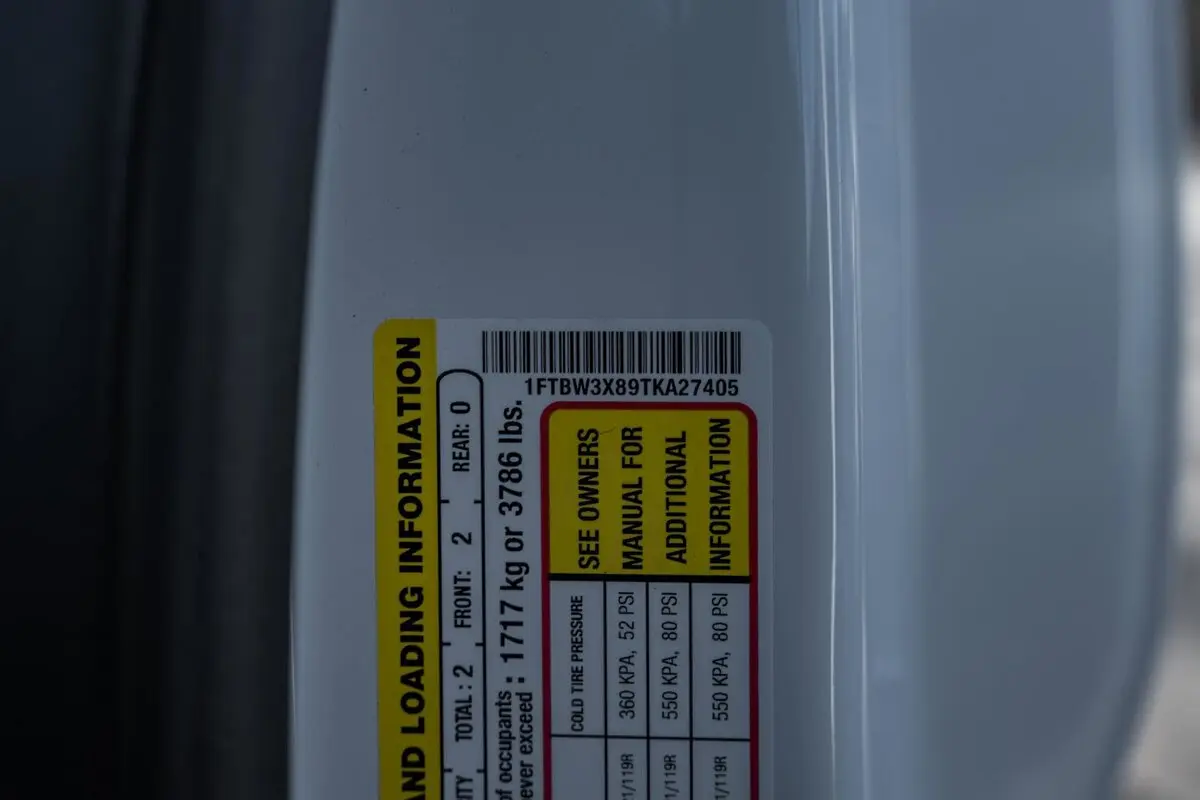 1FTBW3X89TKA27405
AND LOADING INFORMATION
TOTAL : 2 FRONT: 2 REAR: 0
of occupants
ever exceed : 1717 kg or 3786 lbs.
COLD TIRE PRESSURE
360 KPA, 52 PSI
550 KPA, 80 PSI
550 KPA, 80 PSI
SEE OWNERS
MANUAL FOR
ADDITIONAL
INFORMATION